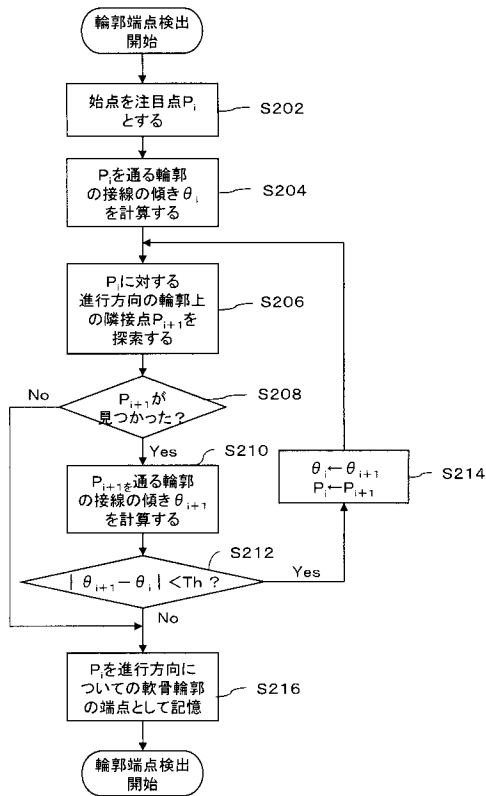 輪郭端点検出
開始
始点を注目点Pi
とする
S202
Piを通る輪郭
の接線の傾きθi
を計算する
S204
Piに対する
進行方向の輪郭上
の隣接点Pi+1を
探索する
S206
Pi+1が
見つかった？
S208
No
Yes
Pi+1を通る輪郭
の接線の傾きθi+1
を計算する
S210
θi←θi+1
Pi←Pi+1
S214
|θi+1－θi|＜Th？
S212
Yes
No
Piを進行方向に
ついての軟骨輪郭
の端点として記憶
S216
輪郭端点検出
開始